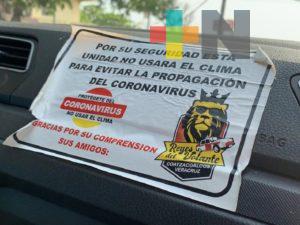 POR SU SEGURIDAD ESTA
UNIDAD NO USARA EL CLIMA
PARA EVITAR LA PROPAGACIÓN
DEL CORONAVIRUS
PROTEGETE DEL
CORONAVIRUS
NO USAR EL CLIMA
GRACIAS POR SU COMPRENSION
SUS AMIGOS:
Reyes
del Volante
COATZACOALCOS
VERACRUZ
BAG